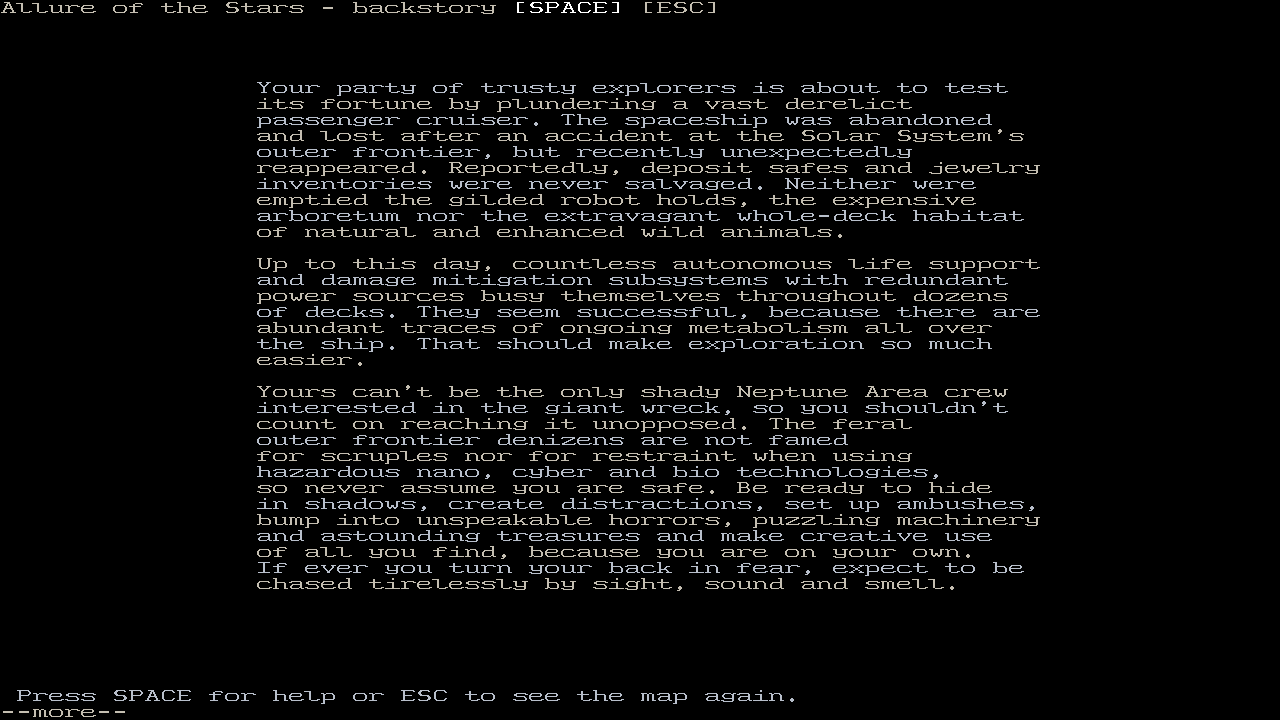 Allure of the Stars - backstory [SPACE] [ESC]
Your party of trusty explorers is about to test
its fortune by plundering a vast derelict
passenger cruiser. The spaceship was abandoned
and lost after an accident at the Solar System's
outer frontier, but recently unexpectedly
reappeared. Reportedly, deposit safes and jewelry
inventories were never salvaged. Neither were
emptied the gilded robot holds, the expensive
arboretum nor the extravagant whole-deck habitat
of natural and enhanced wild animals.
Up to this day, countless autonomous life support
and damage mitigation subsystems with redundant
power sources busy themselves throughout dozens
of decks. They seem successful, because there are
abundant traces of ongoing metabolism all over
the ship. That should make exploration so much
easier.
Yours can't be the only shady Neptune Area crew
interested in the giant wreck, so you shouldn't
count on reaching it unopposed. The feral
outer frontier denizens are not famed
for scruples nor for restraint when using
hazardous nano, cyber and bio technologies,
so never assume you are safe. Be ready to hide
in shadows, create distractions, set up ambushes,
bump into unspeakable horrors, puzzling machinery
and astounding treasures and make creative use
of all you find, because you are on your own.
If ever you turn your back in fear, expect to be
chased tirelessly by sight, sound and smell.
Press SPACE for help or ESC to see the map again.
--more--